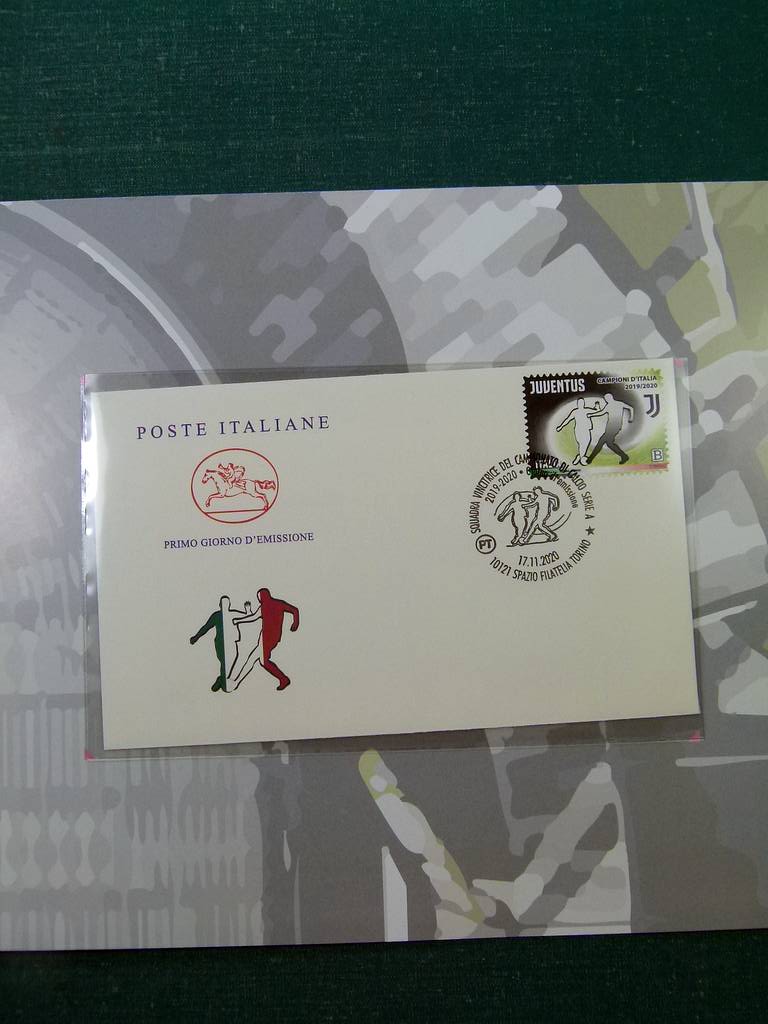 POSTE ITALIANE
PRIMO GIORNO D'EMISSIONE
JUVENTUS
CAMPIONI D'ITALIA
2019/2020
J
B
SQUADRA VINCITRICE DEL CAMPIONATO DI CALCIO SERIE A
2019-2020 • emissione
PT
17.11.2020
10121 SPAZIO FILATELIA TORINO